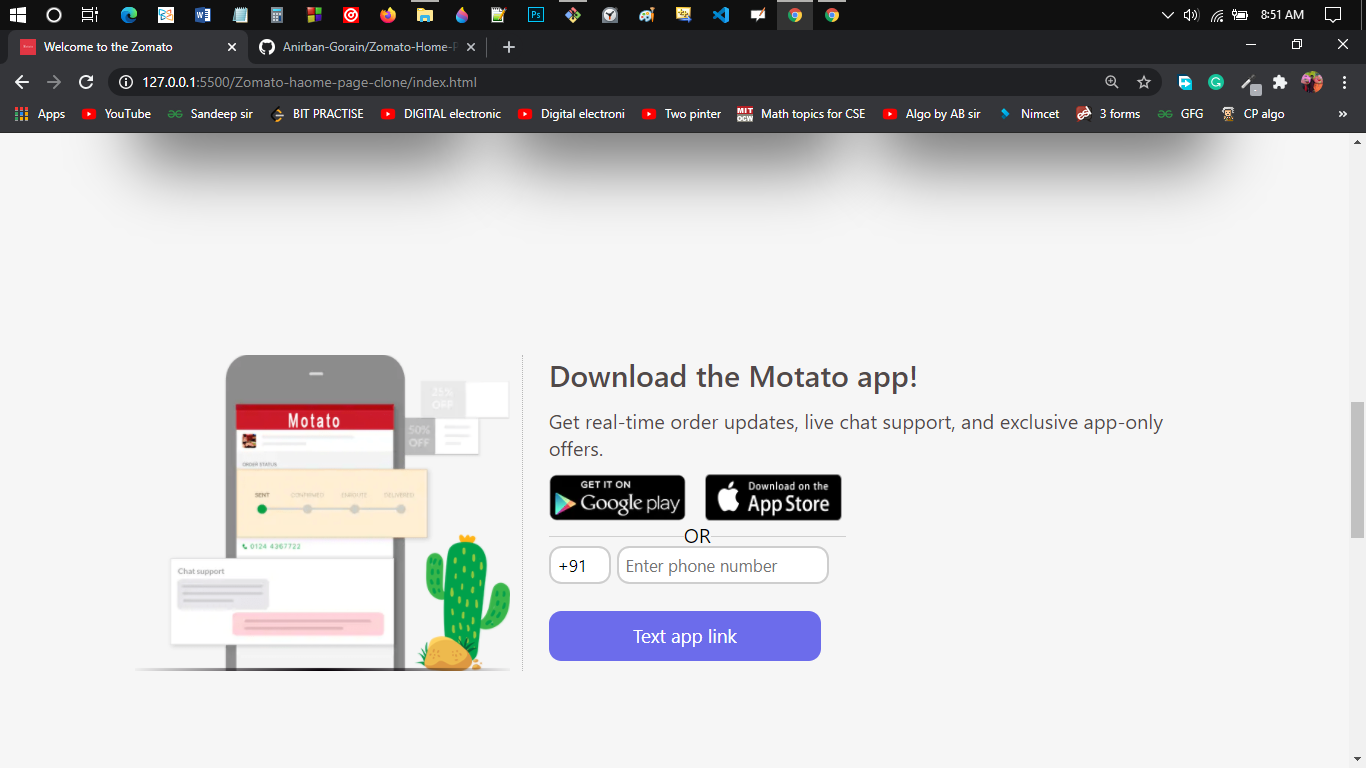 8:51 AM
Welcome to the Zomato
Anirban-Gorain/Zomato-Home-P
127.0.0.1:5500/Zomato-haome-page-clone/index.html
Apps YouTube Sandeep sir BIT PRACTISE DIGITAL electronic Digital electroni Two pinter MIT OCW Math topics for CSE Algo by AB sir Nimcet 3 forms GFG CP algo »
Download the Motato app!
Get real-time order updates, live chat support, and exclusive app-only
offers.
GET IT ON
Google play
Download on the
App Store
OR
+91 Enter phone number
Text app link
25%
OFF
Motato
50%
OFF
ORDER STATUS
SENT CONFIRMED ENROUTE DELIVERED
0124 4367722
Chat support